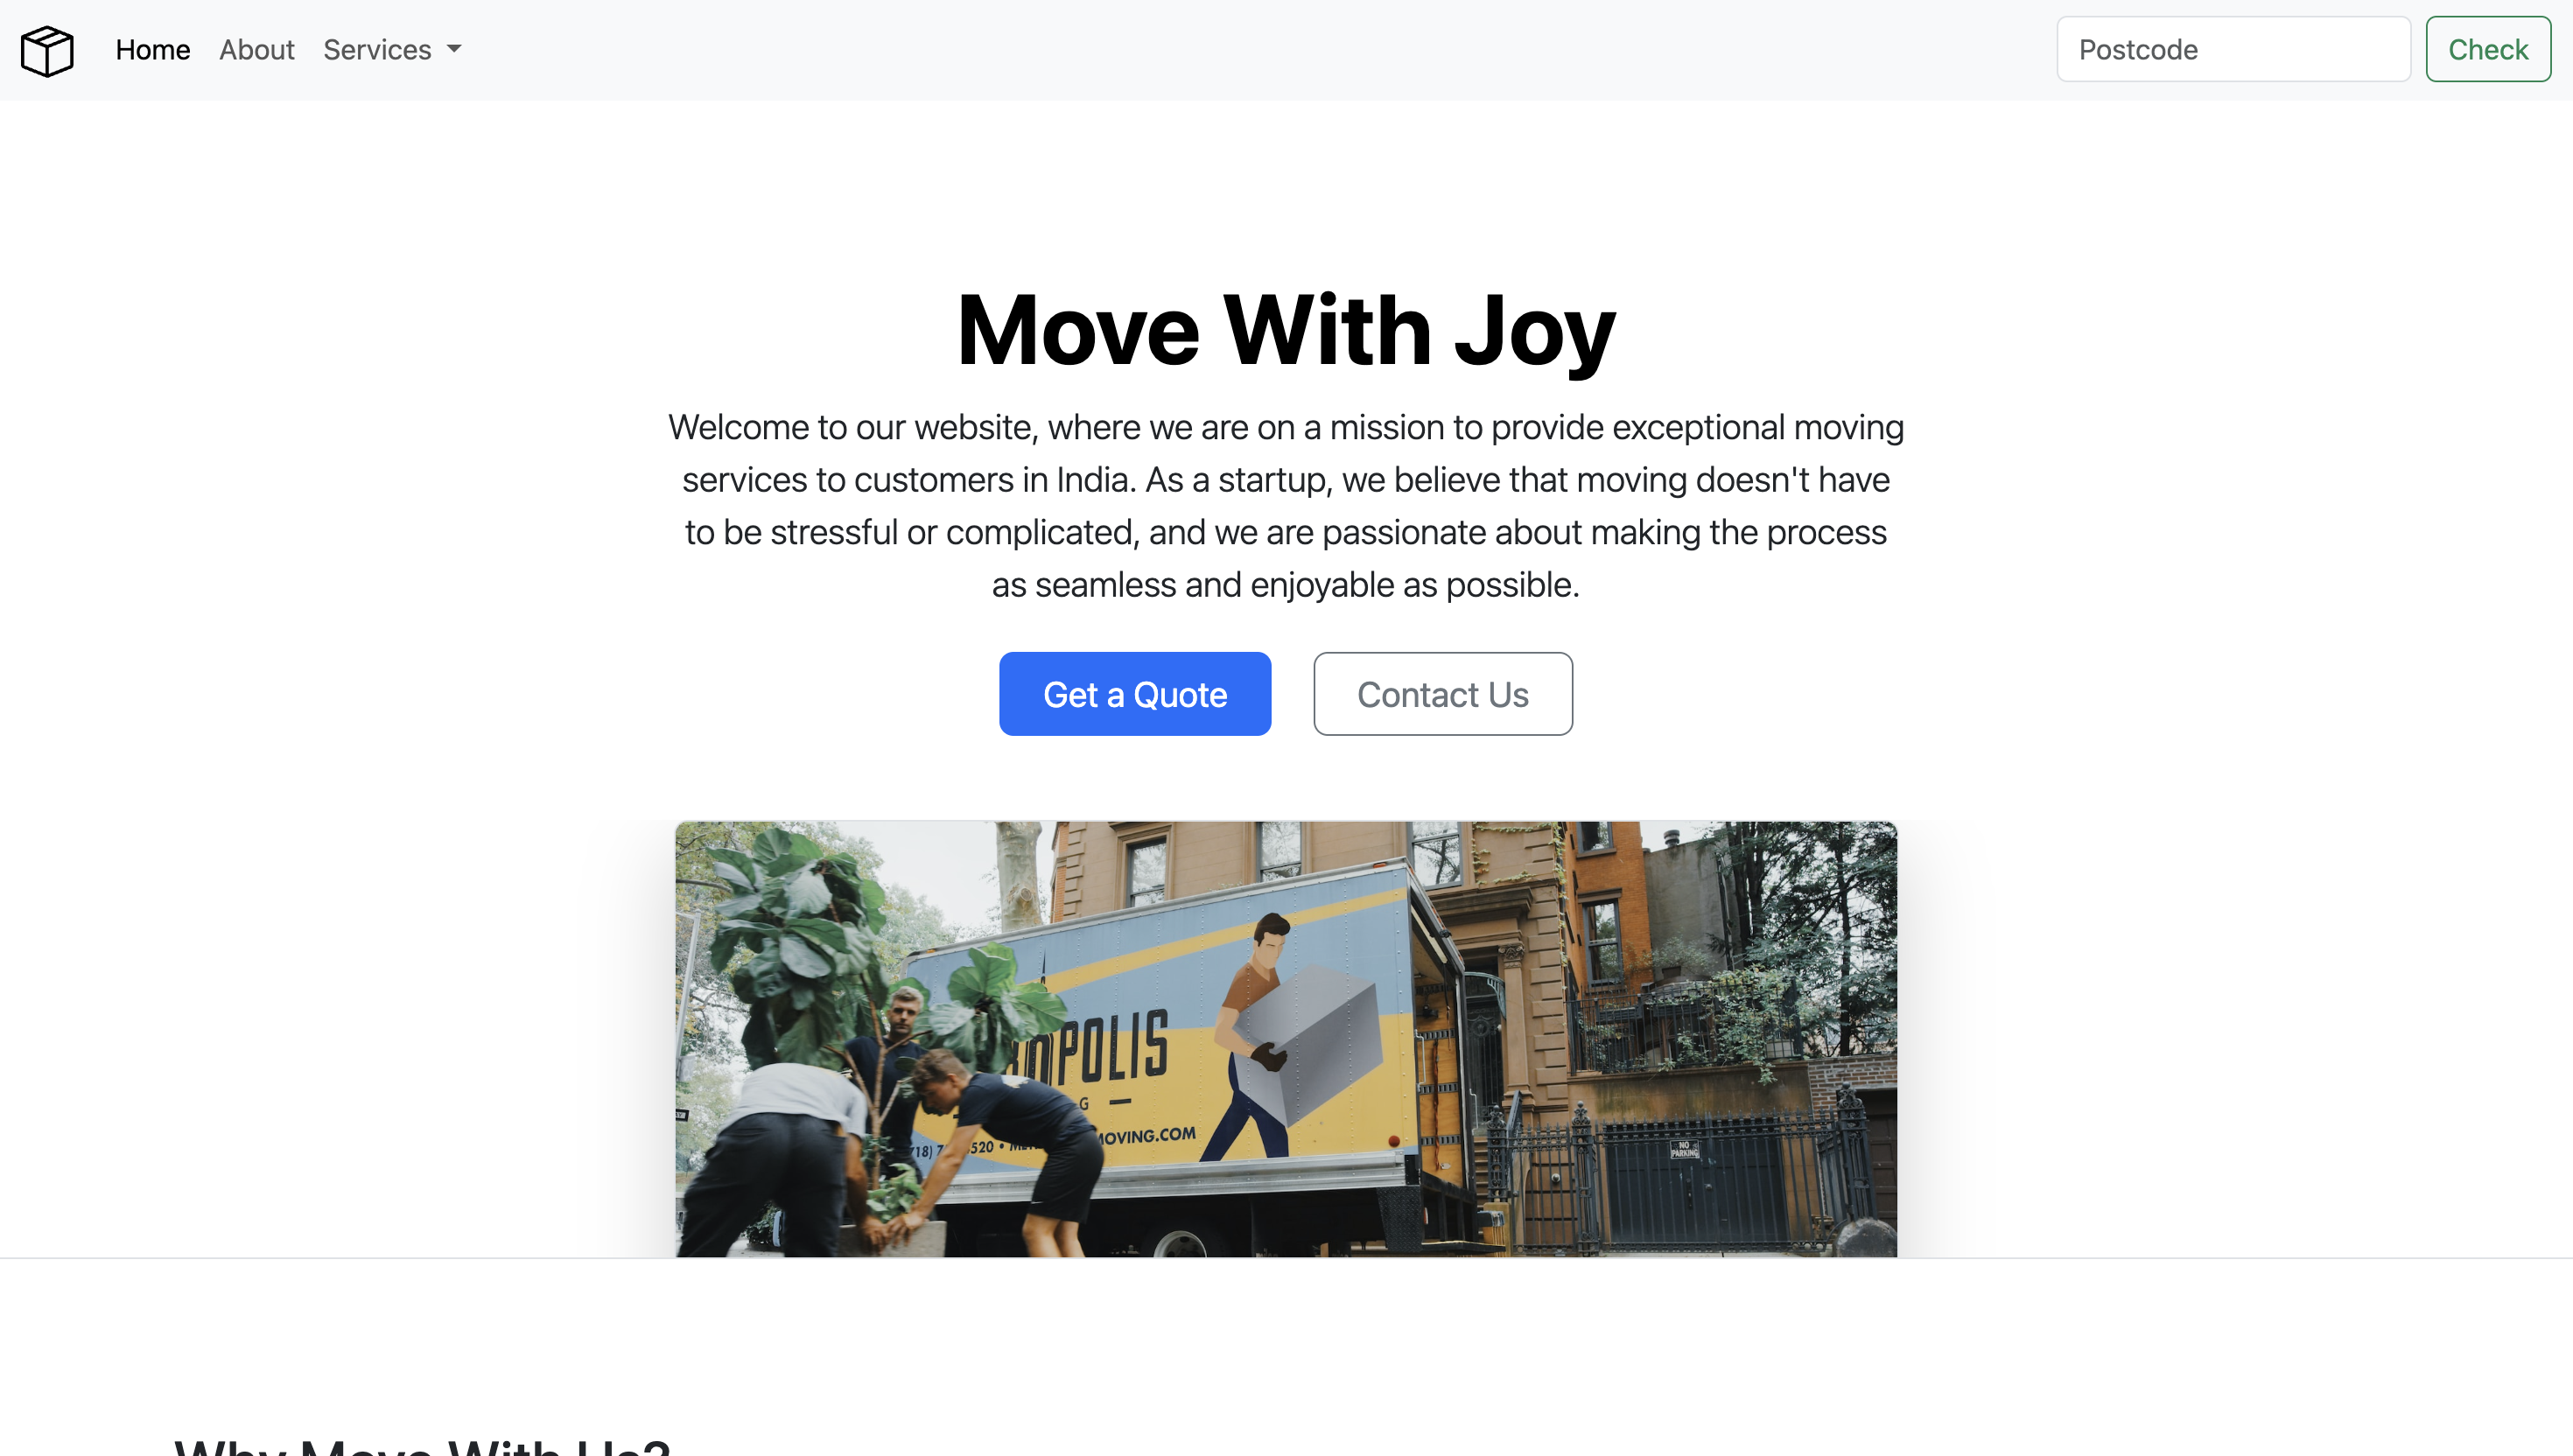 Home About Services
Postcode
Check
Move With Joy
Welcome to our website, where we are on a mission to provide exceptional moving
services to customers in India. As a startup, we believe that moving doesn't have
to be stressful or complicated, and we are passionate about making the process
as seamless and enjoyable as possible.
Get a Quote
Contact Us
POLIS
G —
520 •
MOVING.COM
NO
PARKING
Why Move With Us?